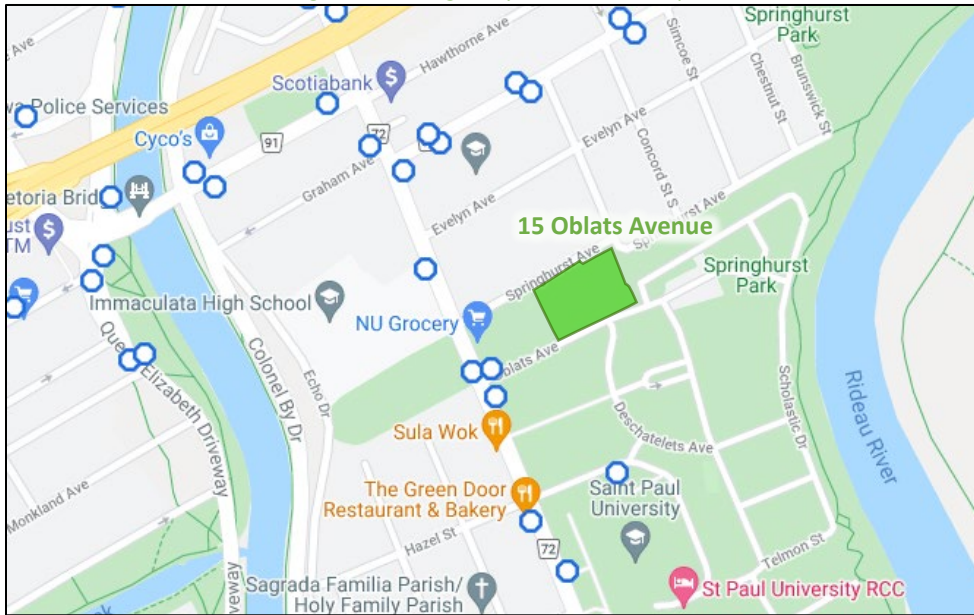 Springhurst
Park
Hawthorne Ave
Simcoe St
Scotiabank
Chestnut St
Brunswick St
Police Services
Cyco's
91
72
Evelyn Ave
Concord St S
Graham Ave
etoria Brid
ust
TM
Evelyn Ave
15 Oblats Avenue
Springhurst Ave
Springhurst Ave
Springhurst
Park
Immaculata High School
NU Grocery
Queen Elizabeth Driveway
Colonel By Dr
Echo Dr
Oblats Ave
Scholastic Dr
Rideau River
Deschatelets Ave
Sula Wok
The Green Door
Restaurant & Bakery
Saint Paul
University
Monkland Ave
Hazel St
72
Telmon St
Sagrada Familia Parish/
Holy Family Parish
St Paul University RCC
veway